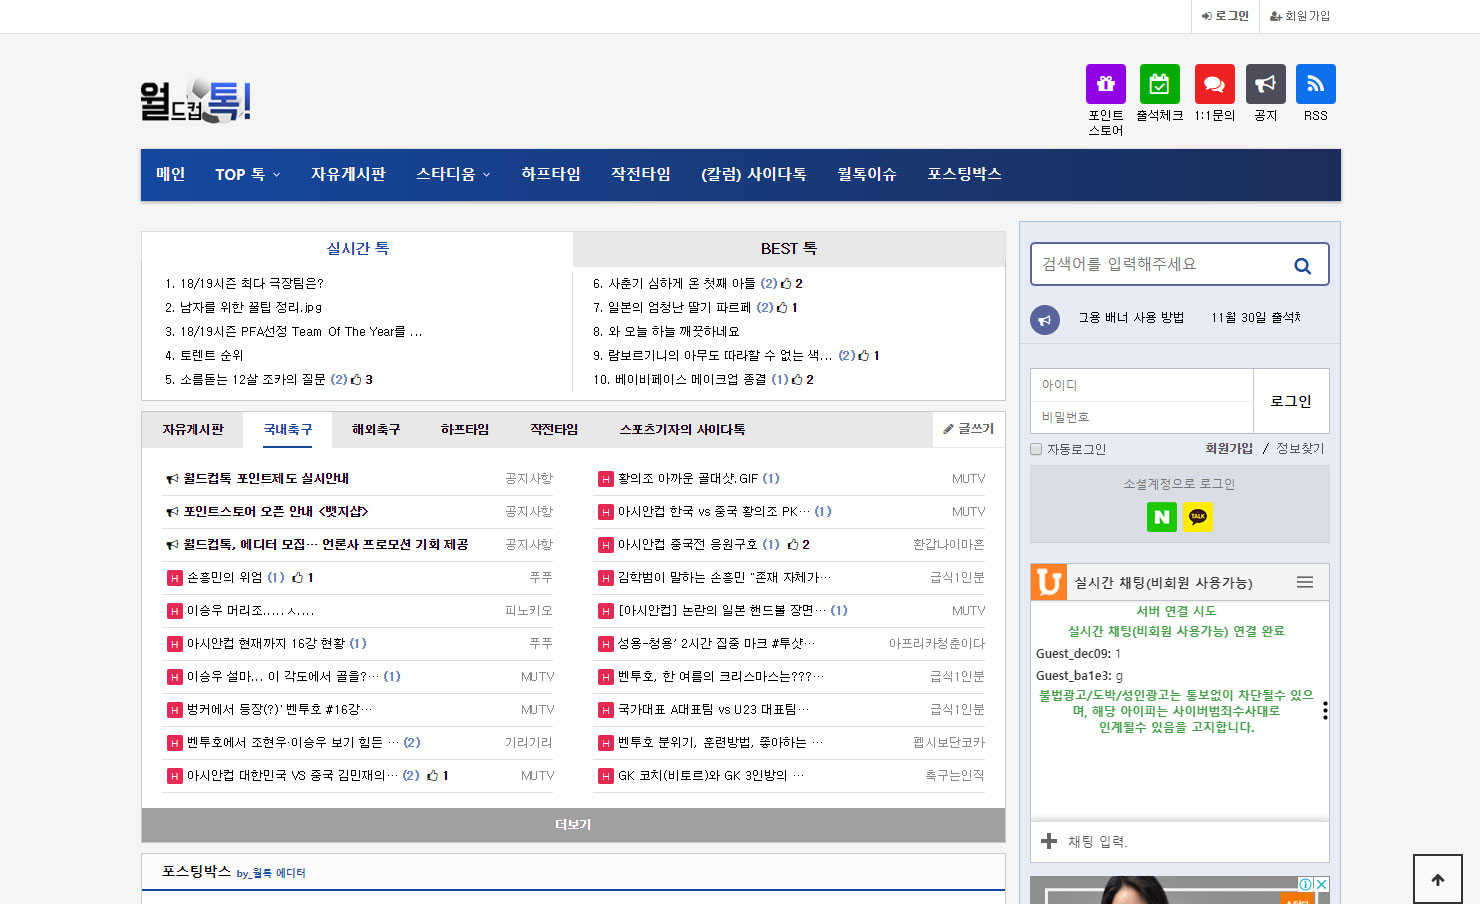 로그인
회원가입
월드컵톡!
포인트
스토어
출석체크
1:1문의
공지
RSS
메인
TOP 톡
자유게시판
스타디움
하프타임
작전타임
(칼럼) 사이다톡
월톡이슈
포스팅박스
실시간 톡
BEST 톡
1. 18/19시즌 최다 극장팀은?
2. 남자를 위한 꿀팁 정리.jpg
3. 18/19시즌 PFA선정 Team Of The Year를 ...
4. 토렌트 순위
5. 소름돋는 12살 조카의 질문 (2) 3
6. 사춘기 심하게 온 첫째 아들 (2) 2
7. 일본의 엄청난 딸기 파르페 (2) 1
8. 와 오늘 하늘 깨끗하네요
9. 람보르기니의 아무도 따라할 수 없는 색... (2) 1
10. 베이비페이스 메이크업 종결 (1) 2
자유게시판
국내축구
해외축구
하프타임
작전타임
스포츠기자의 사이다톡
글쓰기
월드컵톡 포인트제도 실시안내 공지사항
포인트스토어 오픈 안내 <뱃지샵> 공지사항
월드컵톡, 에디터 모집… 언론사 프로모션 기회 제공 공지사항
H 손흥민의 위엄 (1) 1 푸푸
H 이승우 머리조.....ㅅ.... 피노키오
H 아시안컵 현재까지 16강 현황 (1) 푸푸
H 이승우 설마... 이 각도에서 골을?… (1) MUTV
H 벙커에서 등장(?)' 벤투호 #16강… MUTV
H 벤투호에서 조현우·이승우 보기 힘든 … (2) 기리기리
H 아시안컵 대한민국 VS 중국 김민재의… (2) 1 MUTV
H 황의조 아까운 골대샷.GIF (1) MUTV
H 아시안컵 한국 vs 중국 황의조 PK… (1) MUTV
H 아시안컵 중국전 응원구호 (1) 2 환갑나이마흔
H 김학범이 말하는 손흥민 "존재 자체가… 급식1인분
H [아시안컵] 논란의 일본 핸드볼 장면… (1) MUTV
H 성용-청용' 2시간 집중 마크 #투샷… 아프리카청춘이다
H 벤투호, 한 여름의 크리스마스는???… 급식1인분
H 국가대표 A대표팀 vs U23 대표팀… 급식1인분
H 벤투호 분위기, 훈련방법, 좋아하는 … 펩시보단코카
H GK 코치(비토르)와 GK 3인방의 … 축구는인직
더보기
포스팅박스 by_월톡 에디터
검색어를 입력해주세요
그용 배너 사용 방법
11월 30일 출석
아이디
비밀번호
로그인
자동로그인
회원가입 / 정보찾기
소셜계정으로 로그인
N
TALK
U 실시간 채팅(비회원 사용가능)
서버 연결 시도
실시간 채팅(비회원 사용가능) 연결 완료
Guest_dec09: 1
Guest_ba1e3: g
불법광고/도박/성인광고는 통보없이 차단될수 있으
며, 해당 아이피는 사이버범죄수사대로
인계될수 있음을 고지합니다.
채팅 입력.